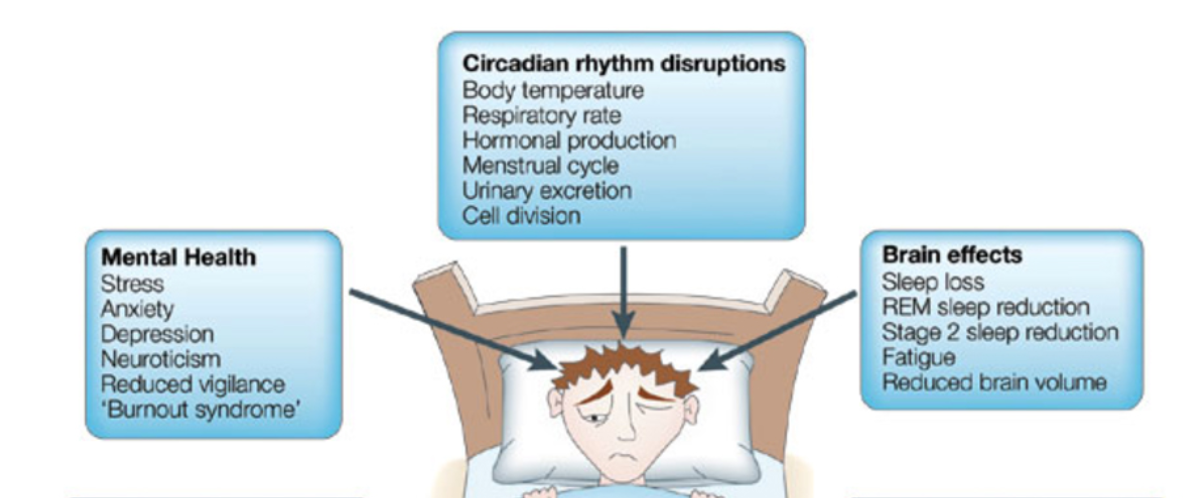 Circadian rhythm disruptions
Body temperature
Respiratory rate
Hormonal production
Menstrual cycle
Urinary excretion
Cell division
Mental Health
Stress
Anxiety
Depression
Neuroticism
Reduced vigilance
‘Burnout syndrome’
Brain effects
Sleep loss
REM sleep reduction
Stage 2 sleep reduction
Fatigue
Reduced brain volume